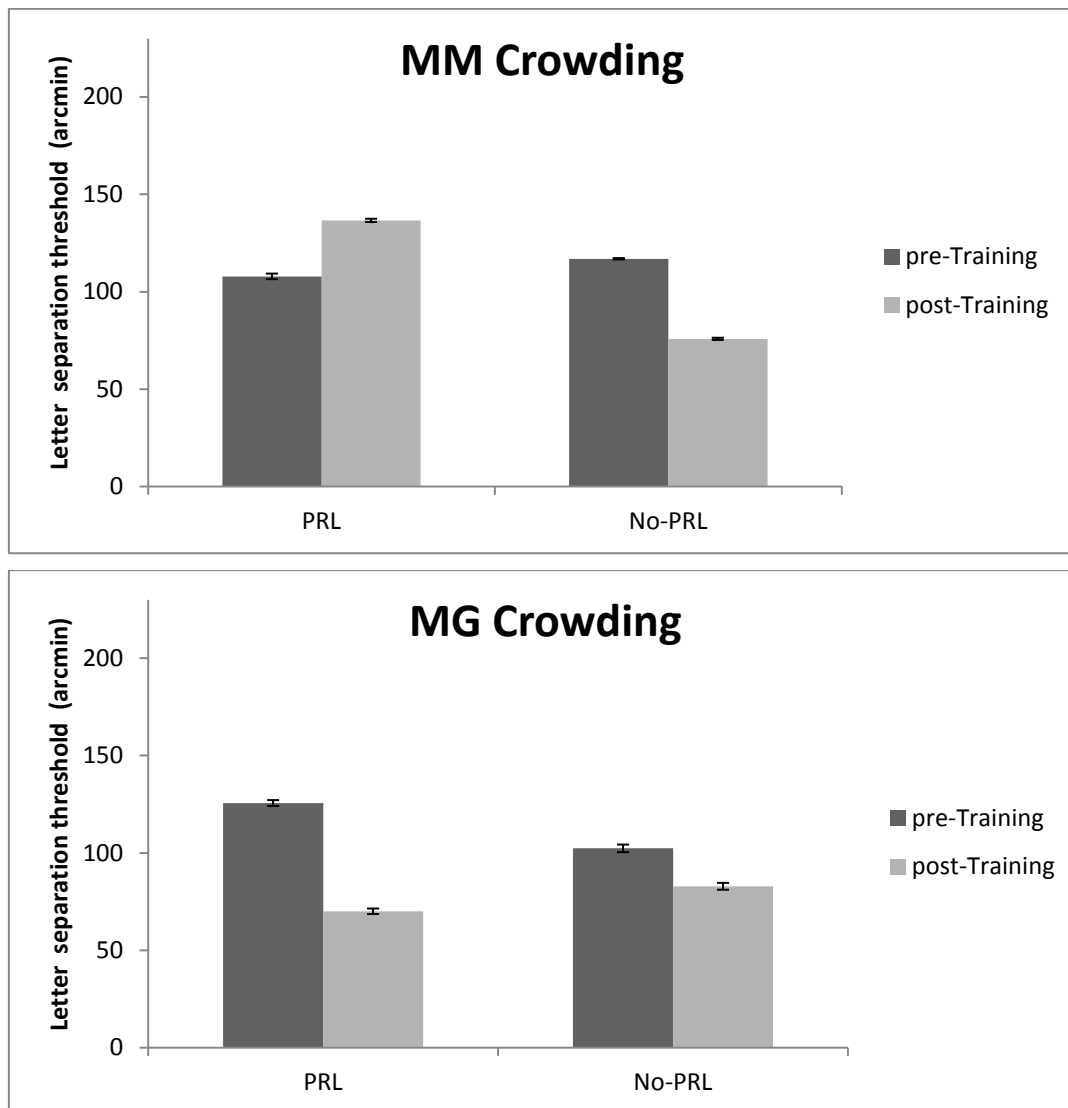 MM Crowding
Letter separation threshold (arcmin)
200
150
100
50
0
PRL
No-PRL
pre-Training
post-Training
MG Crowding
Letter separation threshold (arcmin)
200
150
100
50
0
PRL
No-PRL
pre-Training
post-Training